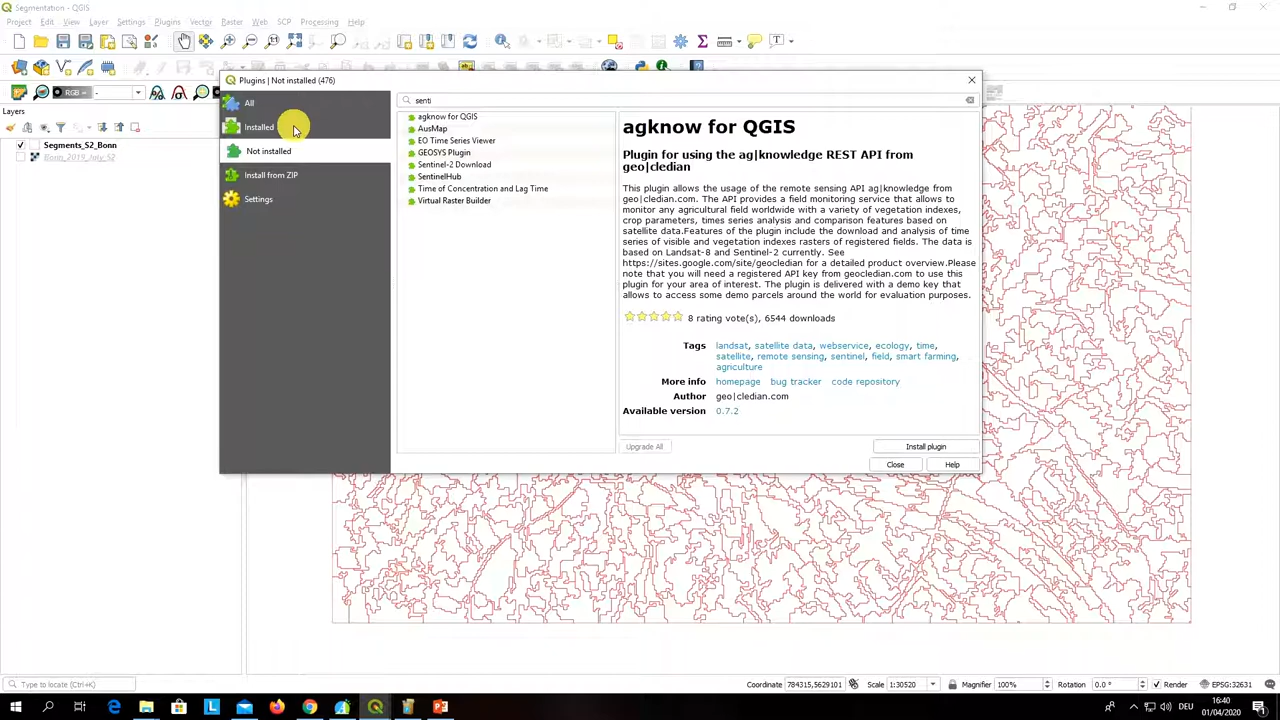 Segmentation - QGIS
Project Edit View Layer Settings Plugins Vector Raster Web SCP Processing Help
RGB =
-
Layers
Segments_S2_Bonn
Bonn_2019_July_S2
Plugins | Not installed (476)
All
Installed
Not installed
Install from ZIP
Settings
senti
agknow for QGIS
AusMap
EO Time Series Viewer
GEOSYS Plugin
Sentinel-2 Download
SentinelHub
Time of Concentration and Lag Time
Virtual Raster Builder
agknow for QGIS
Plugin for using the ag|knowledge REST API from
geo|cledian
This plugin allows the usage of the remote sensing API ag|knowledge from
geo|cledian.com. The API provides a field monitoring service that allows to
monitor any agricultural field worldwide with a variety of vegetation indexes,
crop parameters, times series analysis and comparison features based on
satellite data.Features of the plugin include the download and analysis of time
series of visible and vegetation indexes rasters of registered fields. The data is
based on Landsat-8 and Sentinel-2 currently. See
https://sites.google.com/site/geocledian for a detailed product overview.Please
note that you will need a registered API key from geocledian.com to use this
plugin for your area of interest. The plugin is delivered with a demo key that
allows to access some demo parcels around the world for evaluation purposes.
8 rating vote(s), 6544 downloads
Tags landsat, satellite data, webservice, ecology, time,
satellite, remote sensing, sentinel, field, smart farming,
agriculture
More info homepage bug tracker code repository
Author geo|cledian.com
Available version 0.7.2
Upgrade All
Install plugin
Close
Help
Type to locate (Ctrl+K)
Coordinate 784315,5629101 Scale 1:30520 Magnifier 100% Rotation 0.0 ° Render EPSG:32631
DEU
16:40
01/04/2020